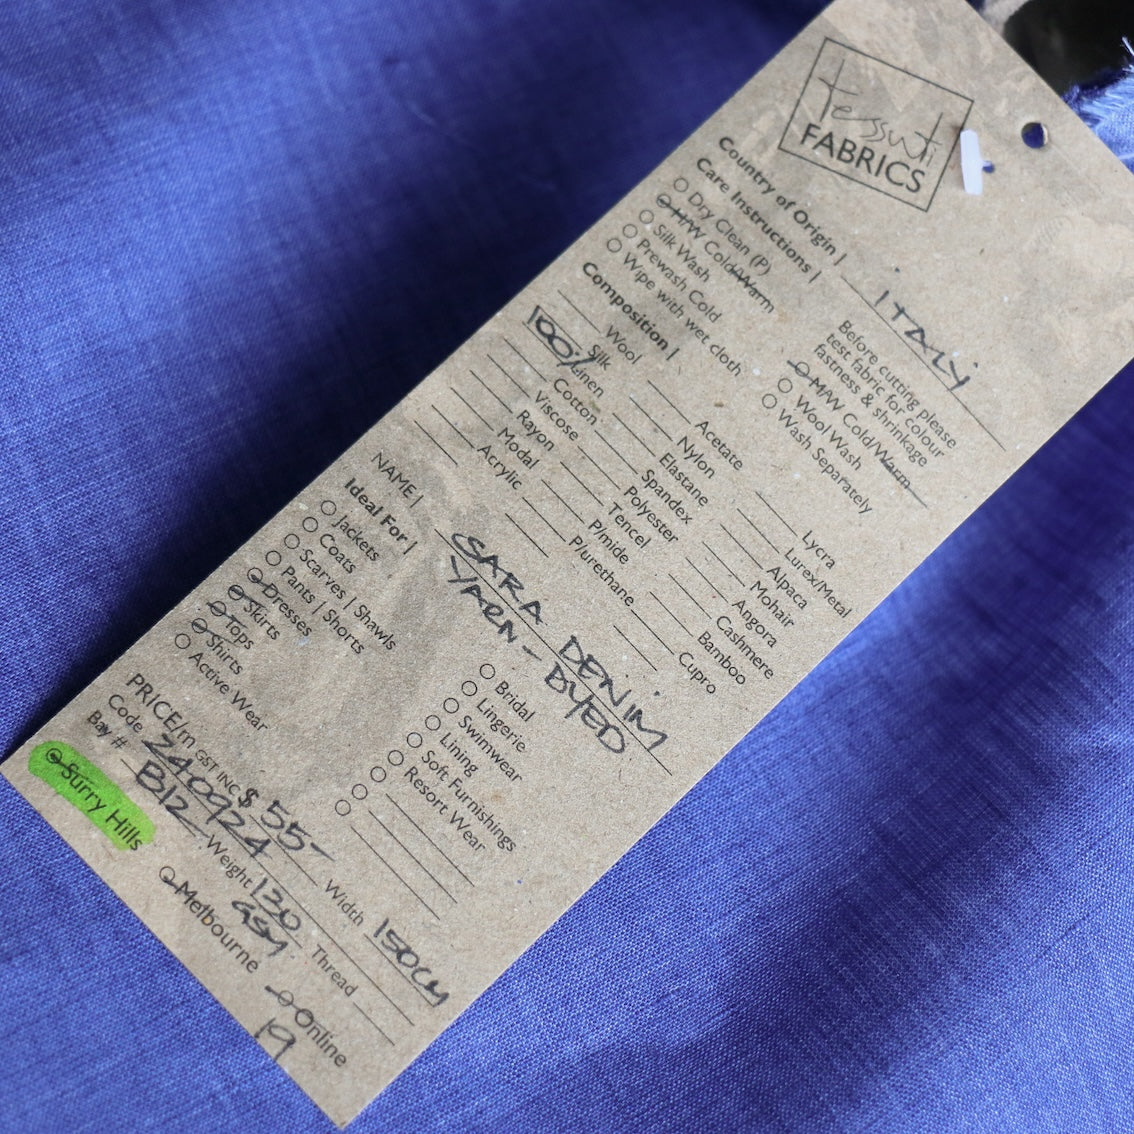 Tessuti
FABRICS
Country of Origin | ITALY
Care Instructions |
Dry Clean (P)
H/W Cold/Warm
Silk Wash
Prewash Cold
Wipe with wet cloth
Before cutting please
test fabric for colour
fastness & shrinkage
M/W Cold/Warm
Wool Wash
Wash Separately
Composition |
Wool
Silk
100% Linen
Cotton
Viscose
Rayon
Modal
Acrylic
Acetate
Nylon
Elastane
Spandex
Polyester
Tencel
P/mide
P/urethane
Lycra
Lurex/Metal
Alpaca
Mohair
Angora
Cashmere
Bamboo
Cupro
NAME | SARA DENIM
YARN-DYED
Ideal For |
Jackets
Coats
Scarves | Shawls
Pants | Shorts
Dresses
Skirts
Tops
Shirts
Active Wear
Bridal
Lingerie
Swimwear
Lining
Soft Furnishings
Resort Wear
PRICE/m GST INC $ 55- Width 150CM
Code 240924 Weight 130 GSM Thread
Bay # B12
Surry Hills Melbourne Online
19